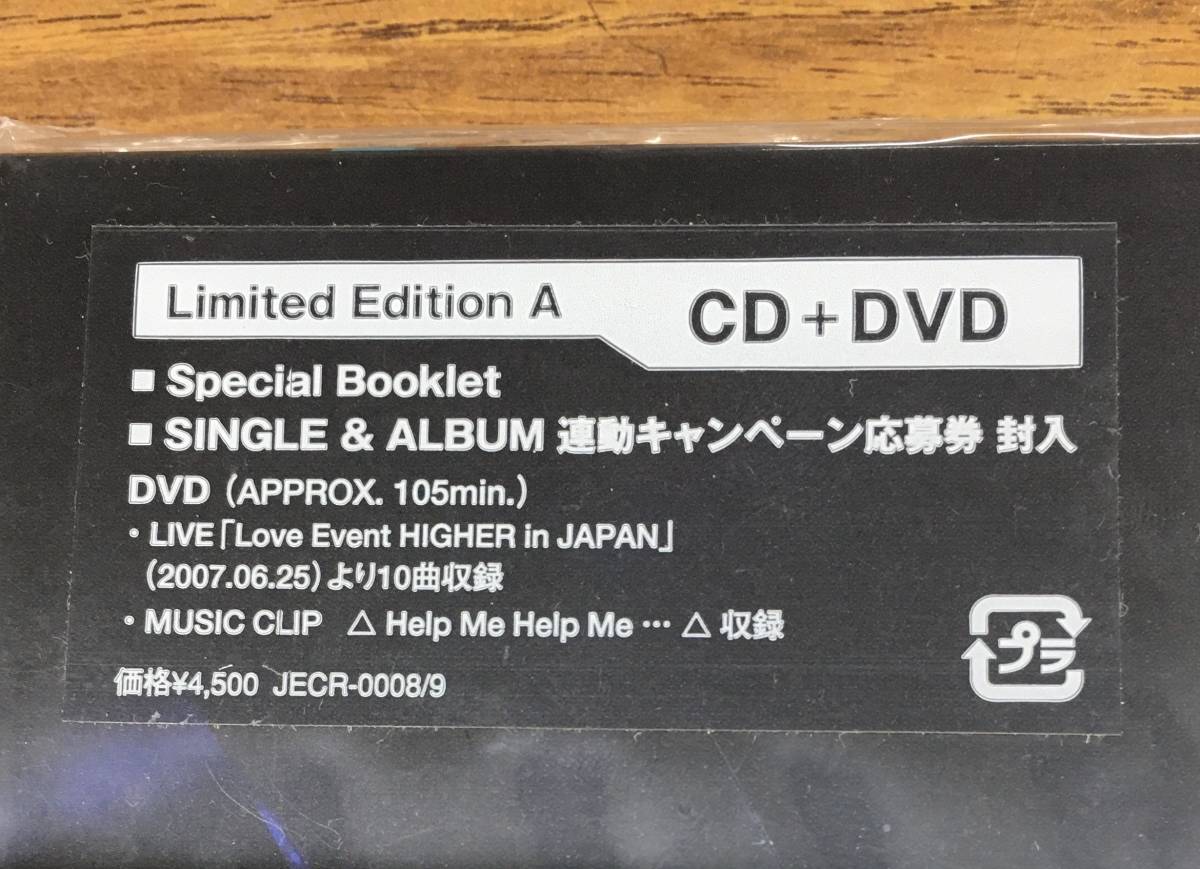 Limited Edition A
CD+DVD
■ Special Booklet
■ SINGLE & ALBUM 連動キャンペーン応募券 封入
DVD (APPROX. 105min.)
・LIVE「Love Event HIGHER in JAPAN」
(2007.06.25)より10曲収録
・MUSIC CLIP △ Help Me Help Me … △ 収録
価格¥4,500 JECR-0008/9
プラ